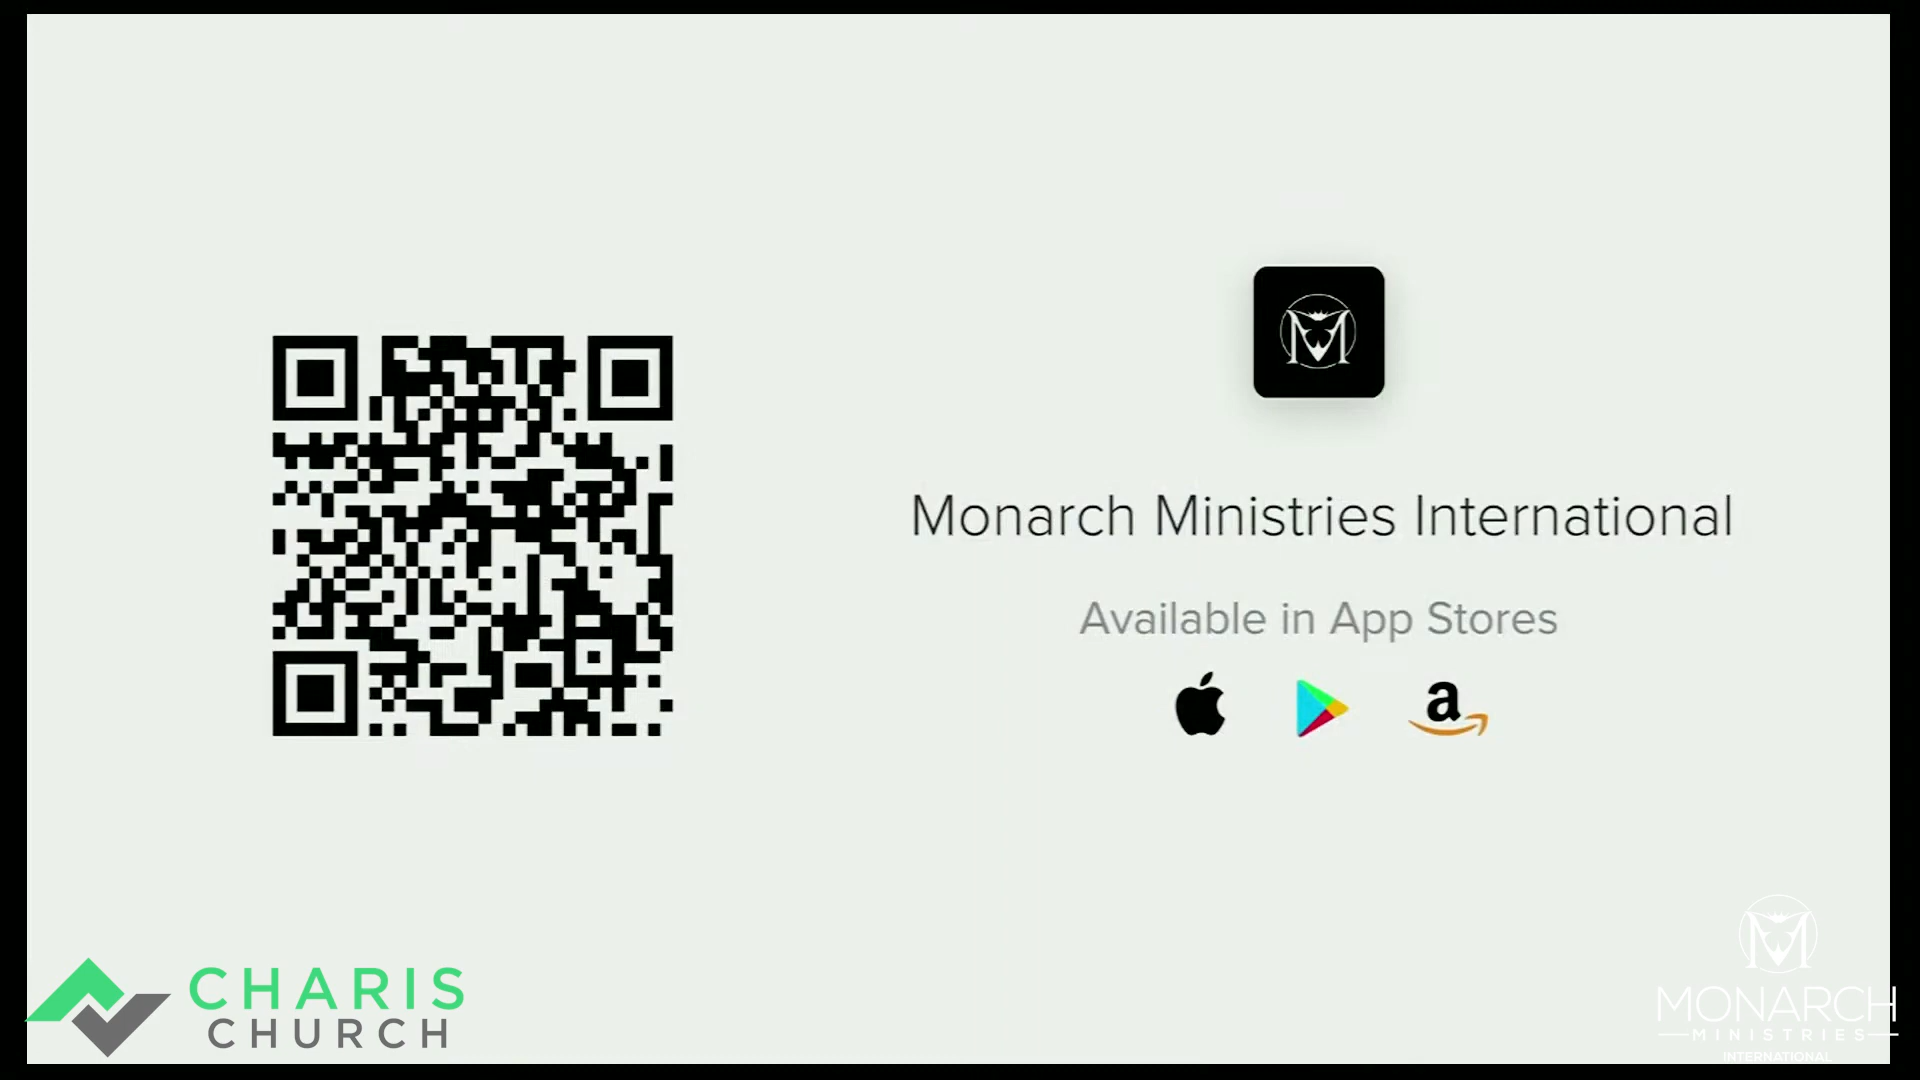 Monarch Ministries International
Available in App Stores
CHARIS
CHURCH
MONARCH
MINISTRIES
INTERNATIONAL